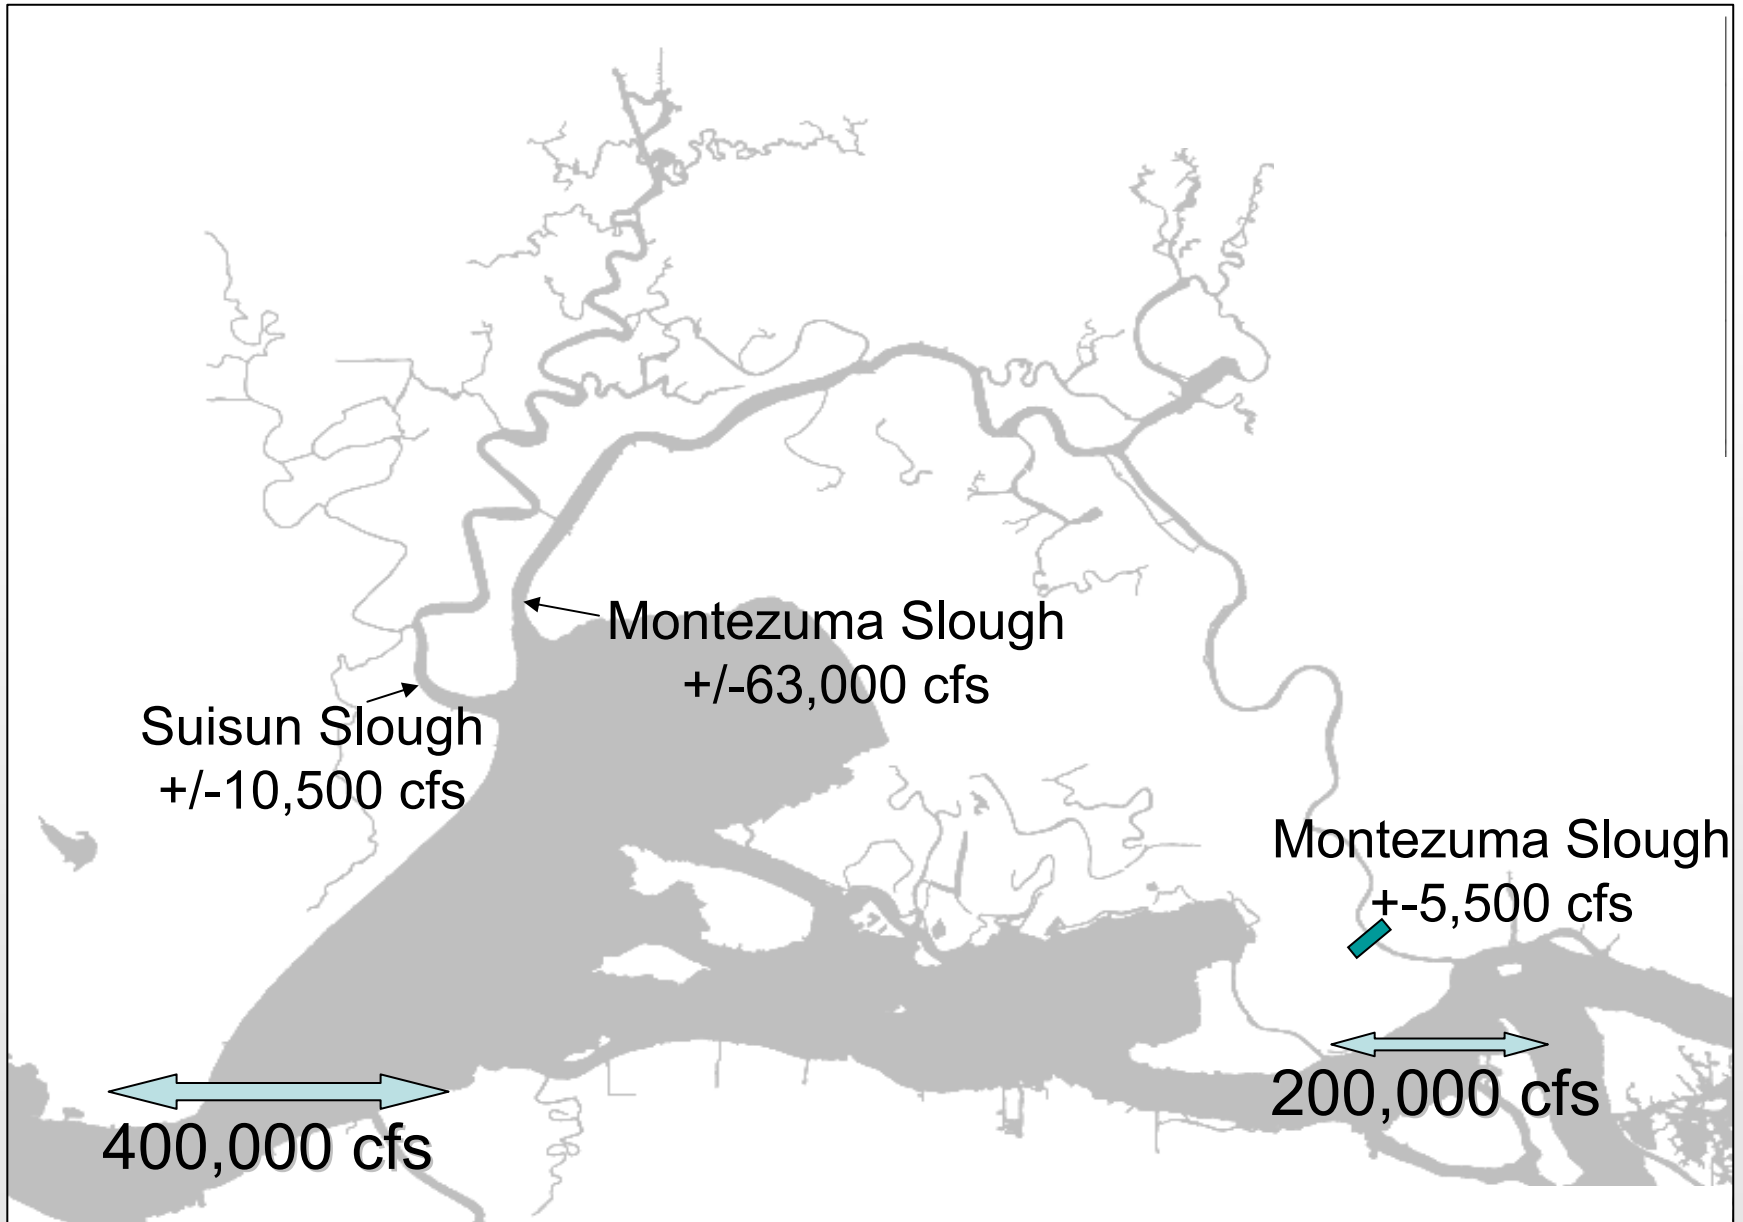 Montezuma Slough
+/-63,000 cfs
Suisun Slough
+/-10,500 cfs
Montezuma Slough
+-5,500 cfs
200,000 cfs
400,000 cfs